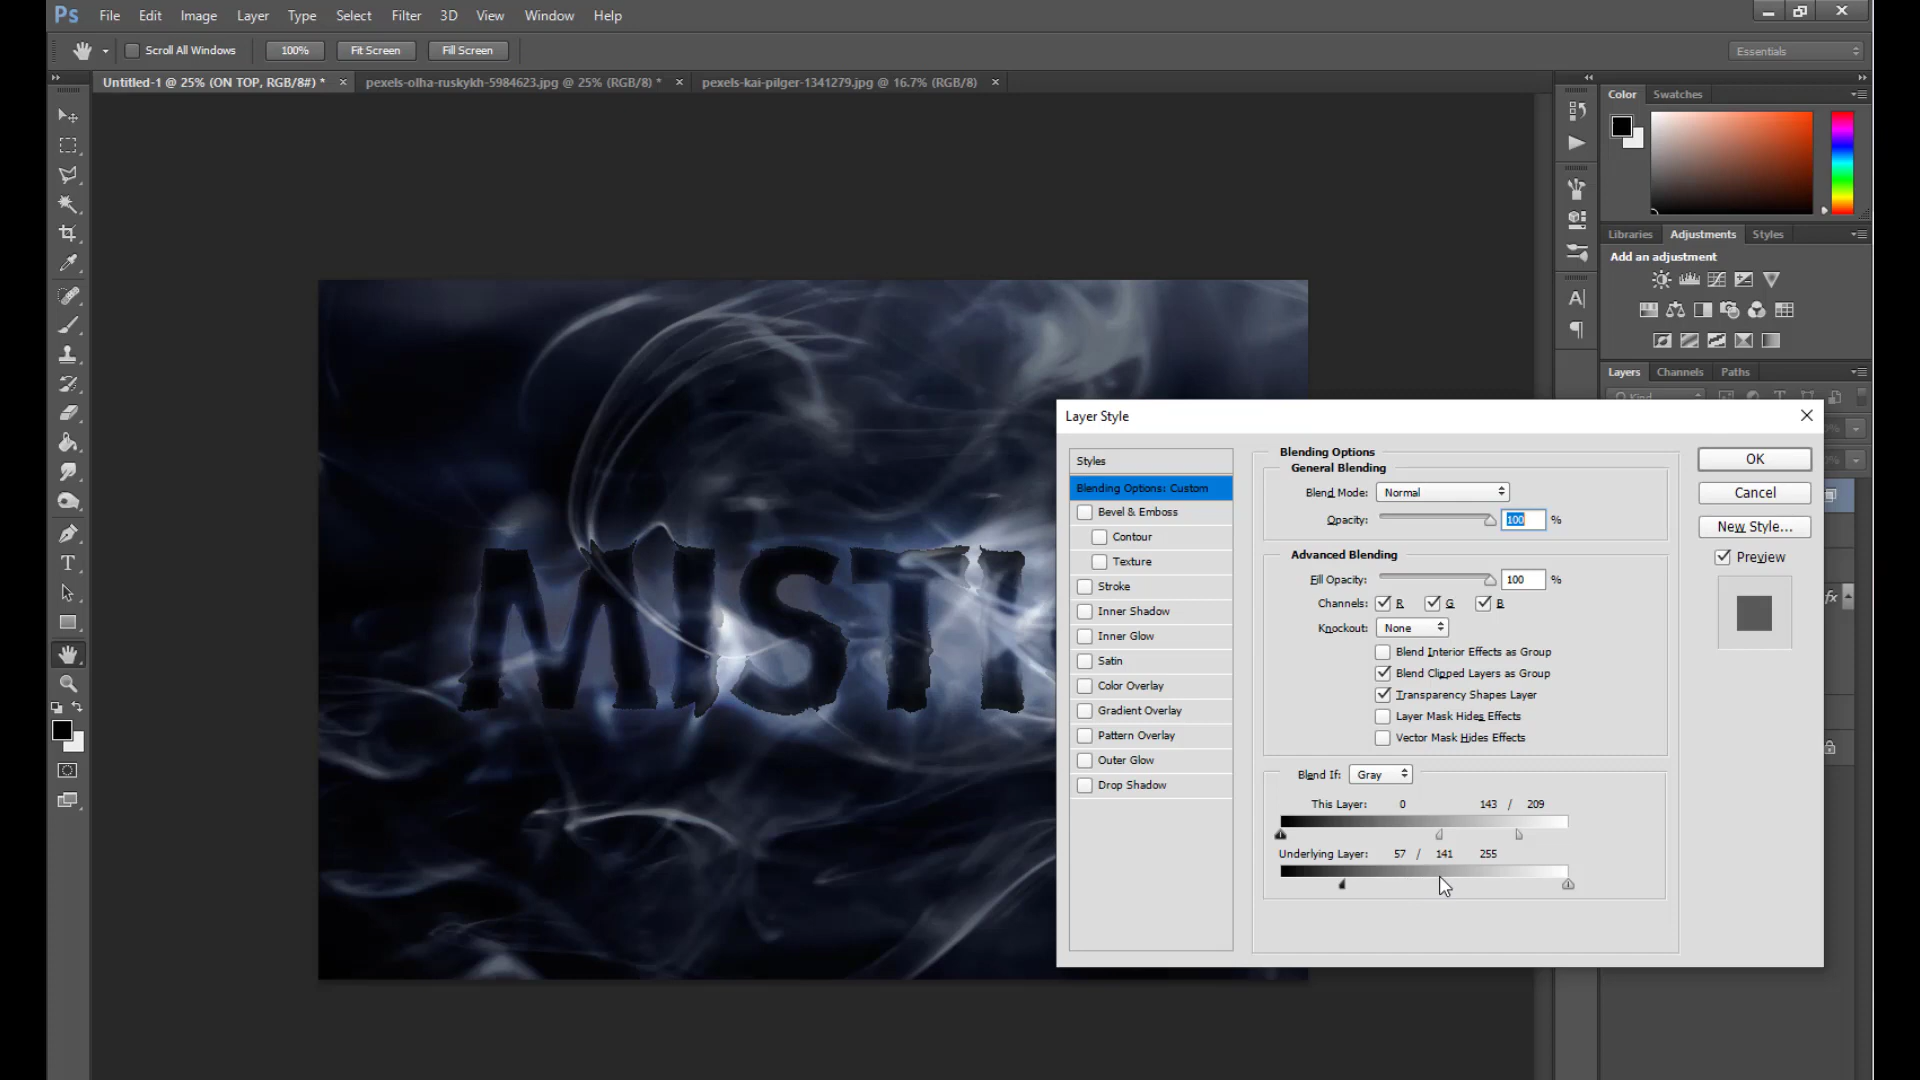 Ps File Edit Image Layer Type Select Filter 3D View Window Help
Scroll All Windows 100% Fit Screen Fill Screen Essentials
Untitled-1 @ 25% (ON TOP, RGB/8#) * × pexels-olha-ruskykh-5984623.jpg @ 25% (RGB/8) * × pexels-kai-pilger-1341279.jpg @ 16.7% (RGB/8) ×
Color Swatches
Libraries Adjustments Styles
Add an adjustment
Layers Channels Paths
Kind
MISTI
Layer Style
Styles
Blending Options: Custom
Bevel & Emboss
Contour
Texture
Stroke
Inner Shadow
Inner Glow
Satin
Color Overlay
Gradient Overlay
Pattern Overlay
Outer Glow
Drop Shadow
Blending Options
General Blending
Blend Mode: Normal
Opacity: 100 %
Advanced Blending
Fill Opacity: 100 %
Channels: R G B
Knockout: None
Blend Interior Effects as Group
Blend Clipped Layers as Group
Transparency Shapes Layer
Layer Mask Hides Effects
Vector Mask Hides Effects
Blend If: Gray
This Layer: 0 143 / 209
Underlying Layer: 57 / 141 255
OK
Cancel
New Style...
Preview
fx